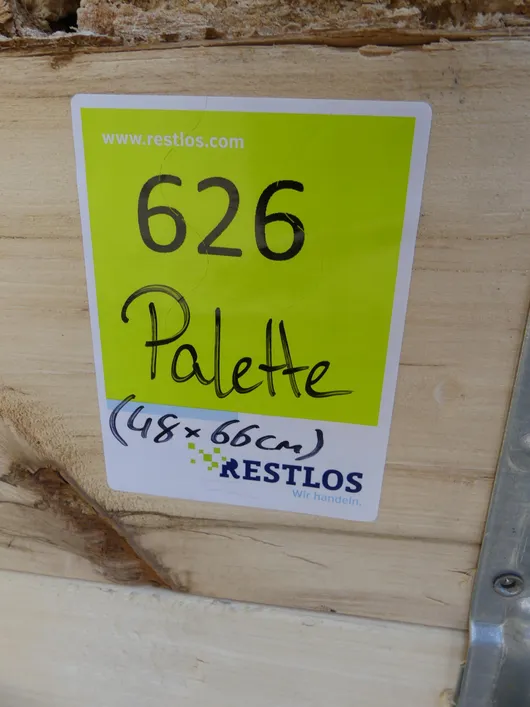 www.restlos.com
626
Palette
(48 x 66cm)
RESTLOS
Wir handeln.